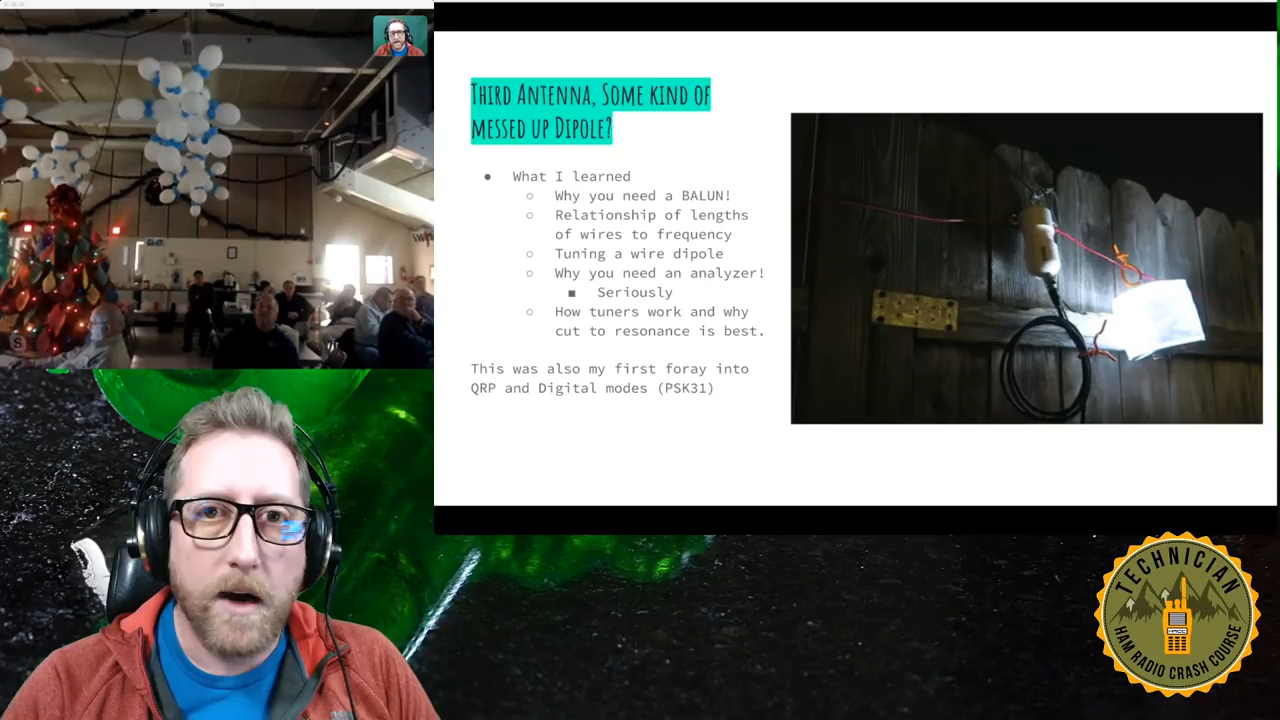 Skype
THIRD ANTENNA, SOME KIND OF
MESSED UP DIPOLE?
● What I learned
○ Why you need a BALUN!
○ Relationship of lengths
of wires to frequency
○ Tuning a wire dipole
○ Why you need an analyzer!
■ Seriously
○ How tuners work and why
cut to resonance is best.
This was also my first foray into
QRP and Digital modes (PSK31)
S
TECHNICIAN
HRCC
HAM RADIO CRASH COURSE